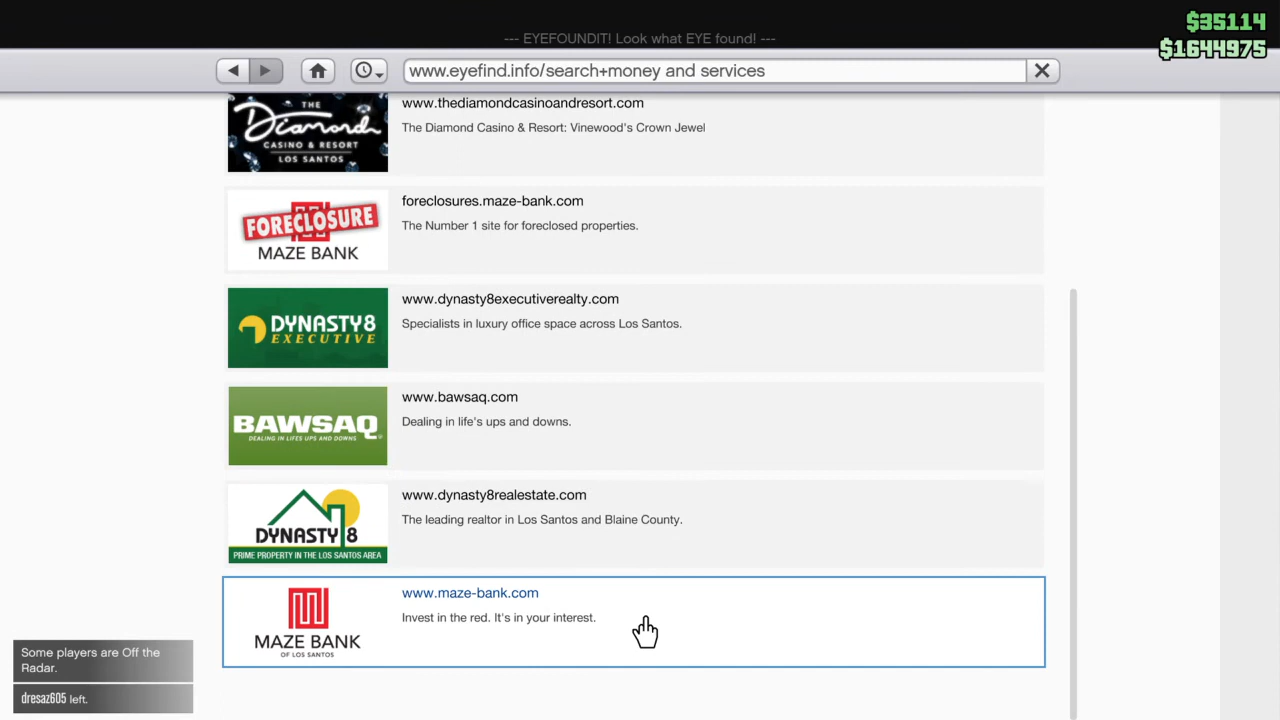 $35114
--- EYEFOUNDIT! Look what EYE found! ---
$1644975
www.eyefind.info/search+money and services
THE
Diamond
CASINO & RESORT
LOS SANTOS
www.thediamondcasinoandresort.com
The Diamond Casino & Resort: Vinewood's Crown Jewel
FORECLOSURE
MAZE BANK
foreclosures.maze-bank.com
The Number 1 site for foreclosed properties.
DYNASTY8
EXECUTIVE
www.dynasty8executiverealty.com
Specialists in luxury office space across Los Santos.
BAWSAQ
DEALING IN LIFES UP AND DOWNS
www.bawsaq.com
Dealing in life's ups and downs.
DYNASTY 8
PRIME PROPERTY IN THE LOS SANTOS AREA
www.dynasty8realestate.com
The leading realtor in Los Santos and Blaine County.
MAZE BANK
OF LOS SANTOS
www.maze-bank.com
Invest in the red. It's in your interest.
Some players are Off the
Radar.
dresaz605 left.